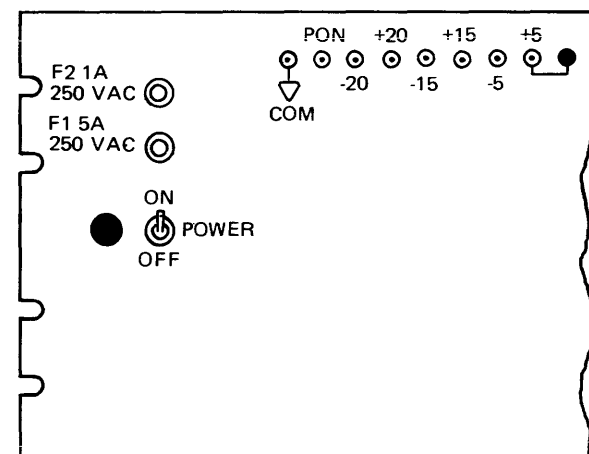 PON +20 +15 +5
-20 -15 -5
COM
F2 1A
250 VAC
F1 5A
250 VAC
ON
POWER
OFF